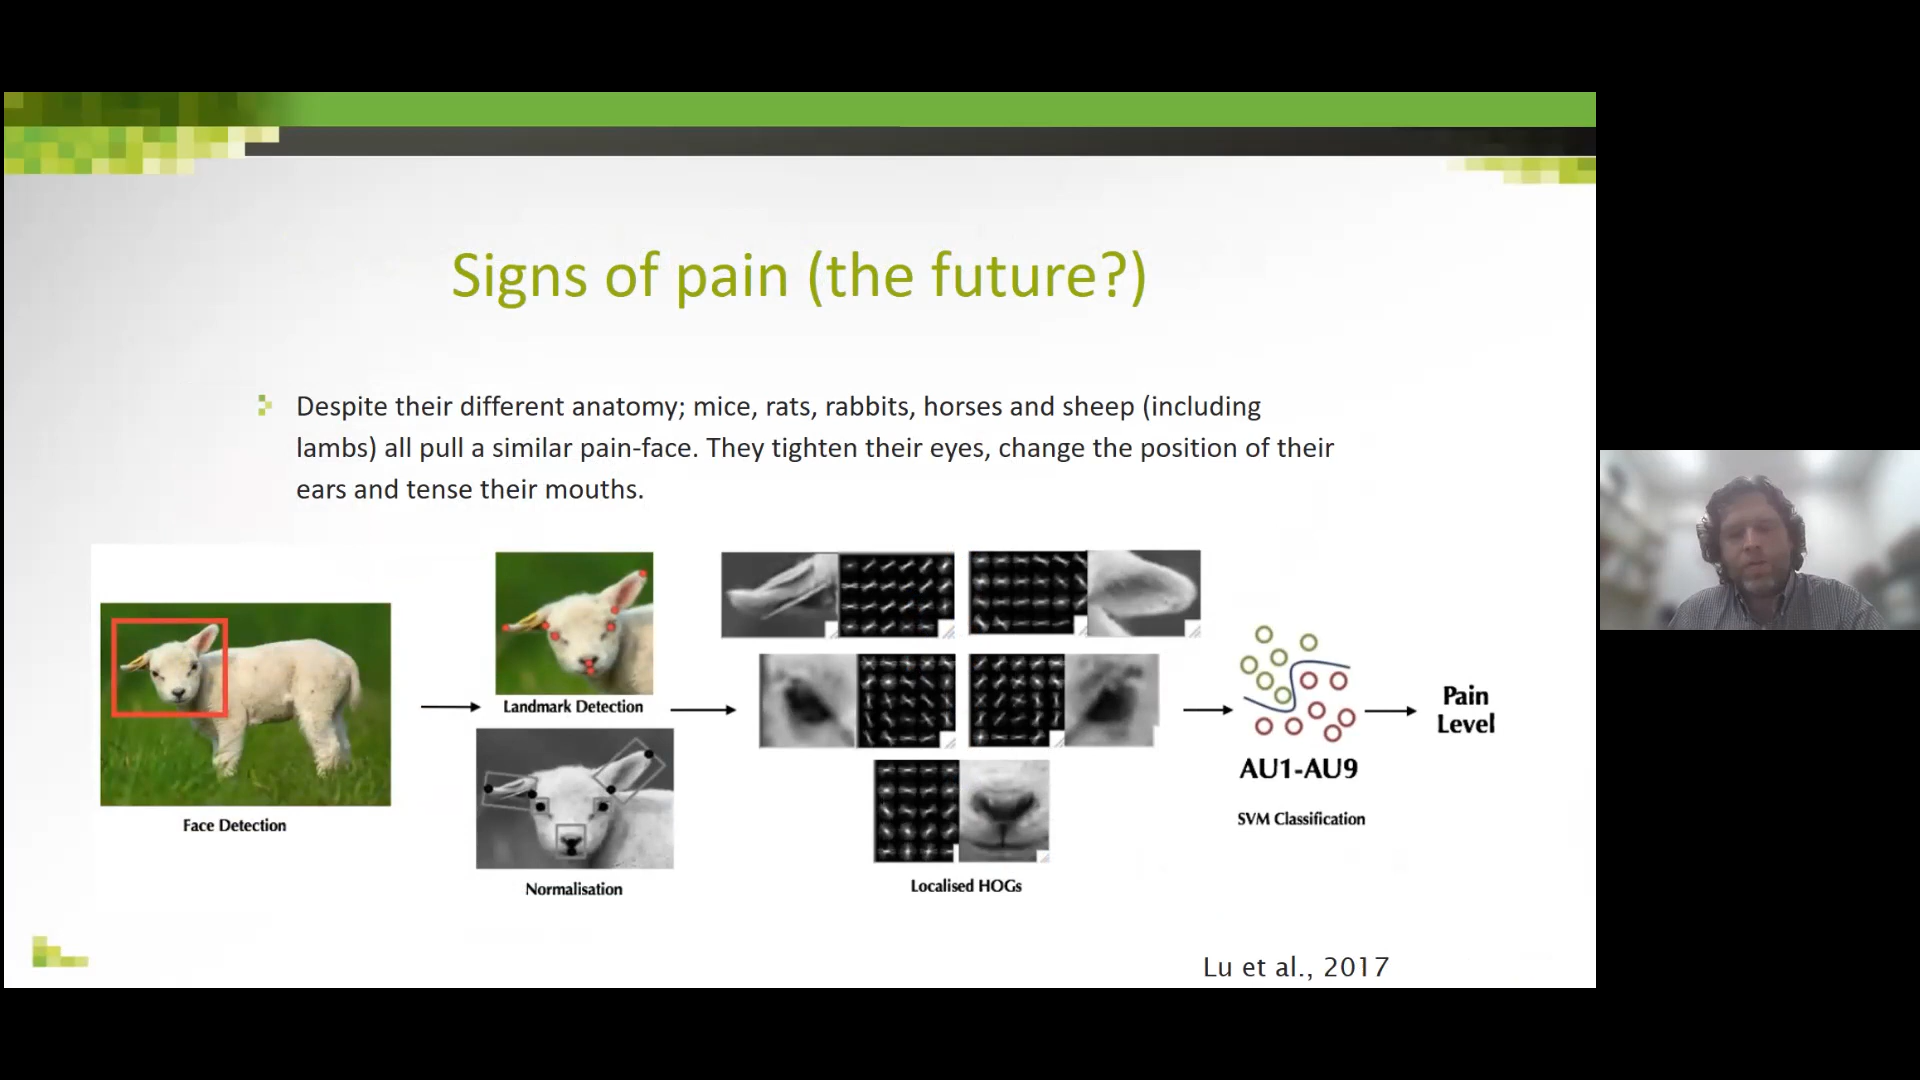 Signs of pain (the future?)
Despite their different anatomy; mice, rats, rabbits, horses and sheep (including
lambs) all pull a similar pain-face. They tighten their eyes, change the position of their
ears and tense their mouths.
Face Detection
Landmark Detection
Normalisation
Localised HOGs
AU1-AU9
SVM Classification
Pain
Level
Lu et al., 2017